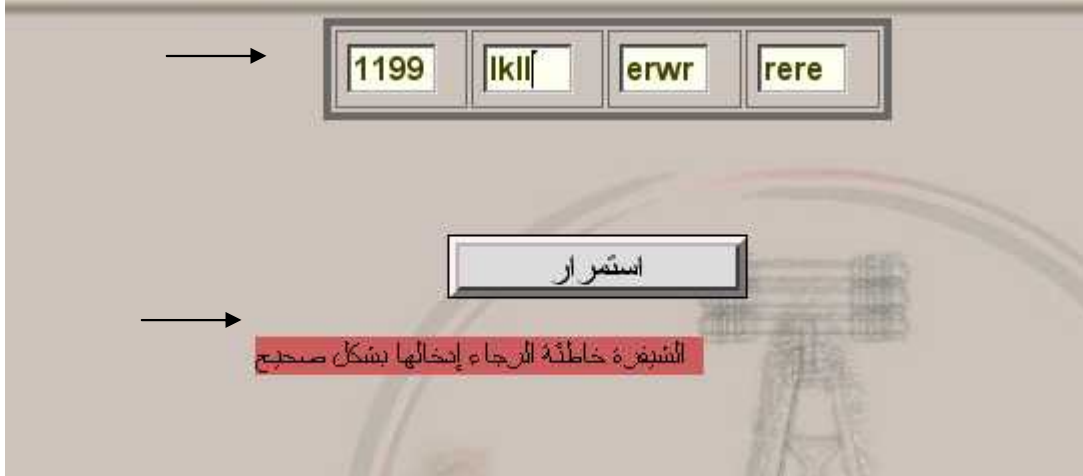 1199 lkll erwr rere
استمرار
الشيفرة خاطئة الرجاء إدخالها بشكل صحيح